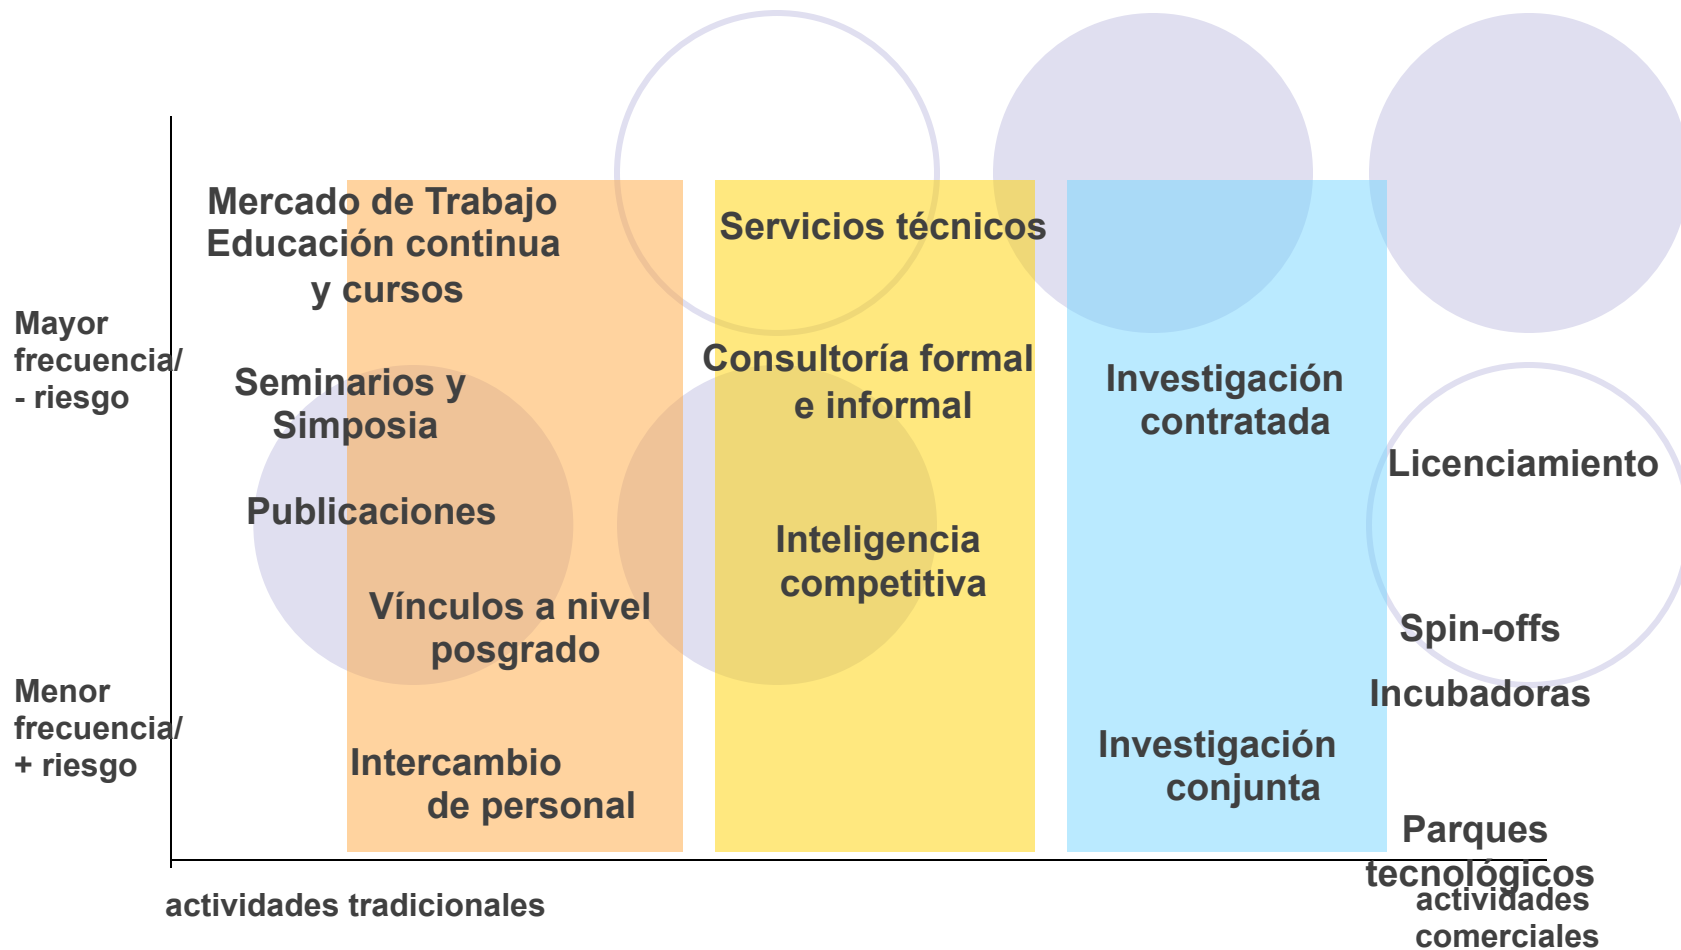 Mayor
frecuencia/
- riesgo
Menor
frecuencia/
+ riesgo
Mercado de Trabajo
Educación continua
y cursos
Seminarios y
Simposia
Publicaciones
Vínculos a nivel
posgrado
Intercambio
de personal
Servicios técnicos
Consultoría formal
e informal
Inteligencia
competitiva
Investigación
contratada
Investigación
conjunta
Licenciamiento
Spin-offs
Incubadoras
Parques
tecnológicos
actividades tradicionales
actividades
comerciales